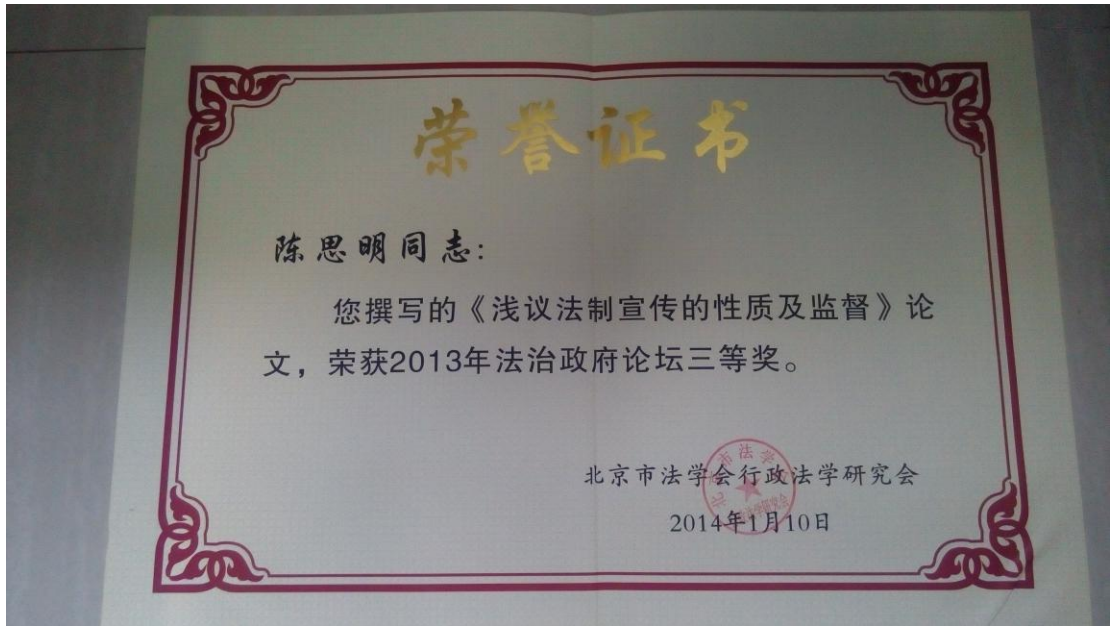 荣誉证书
陈思明同志：
您撰写的《浅议法制宣传的性质及监督》论
文，荣获2013年法治政府论坛三等奖。
北京市法学会行政法学研究会
2014年1月10日